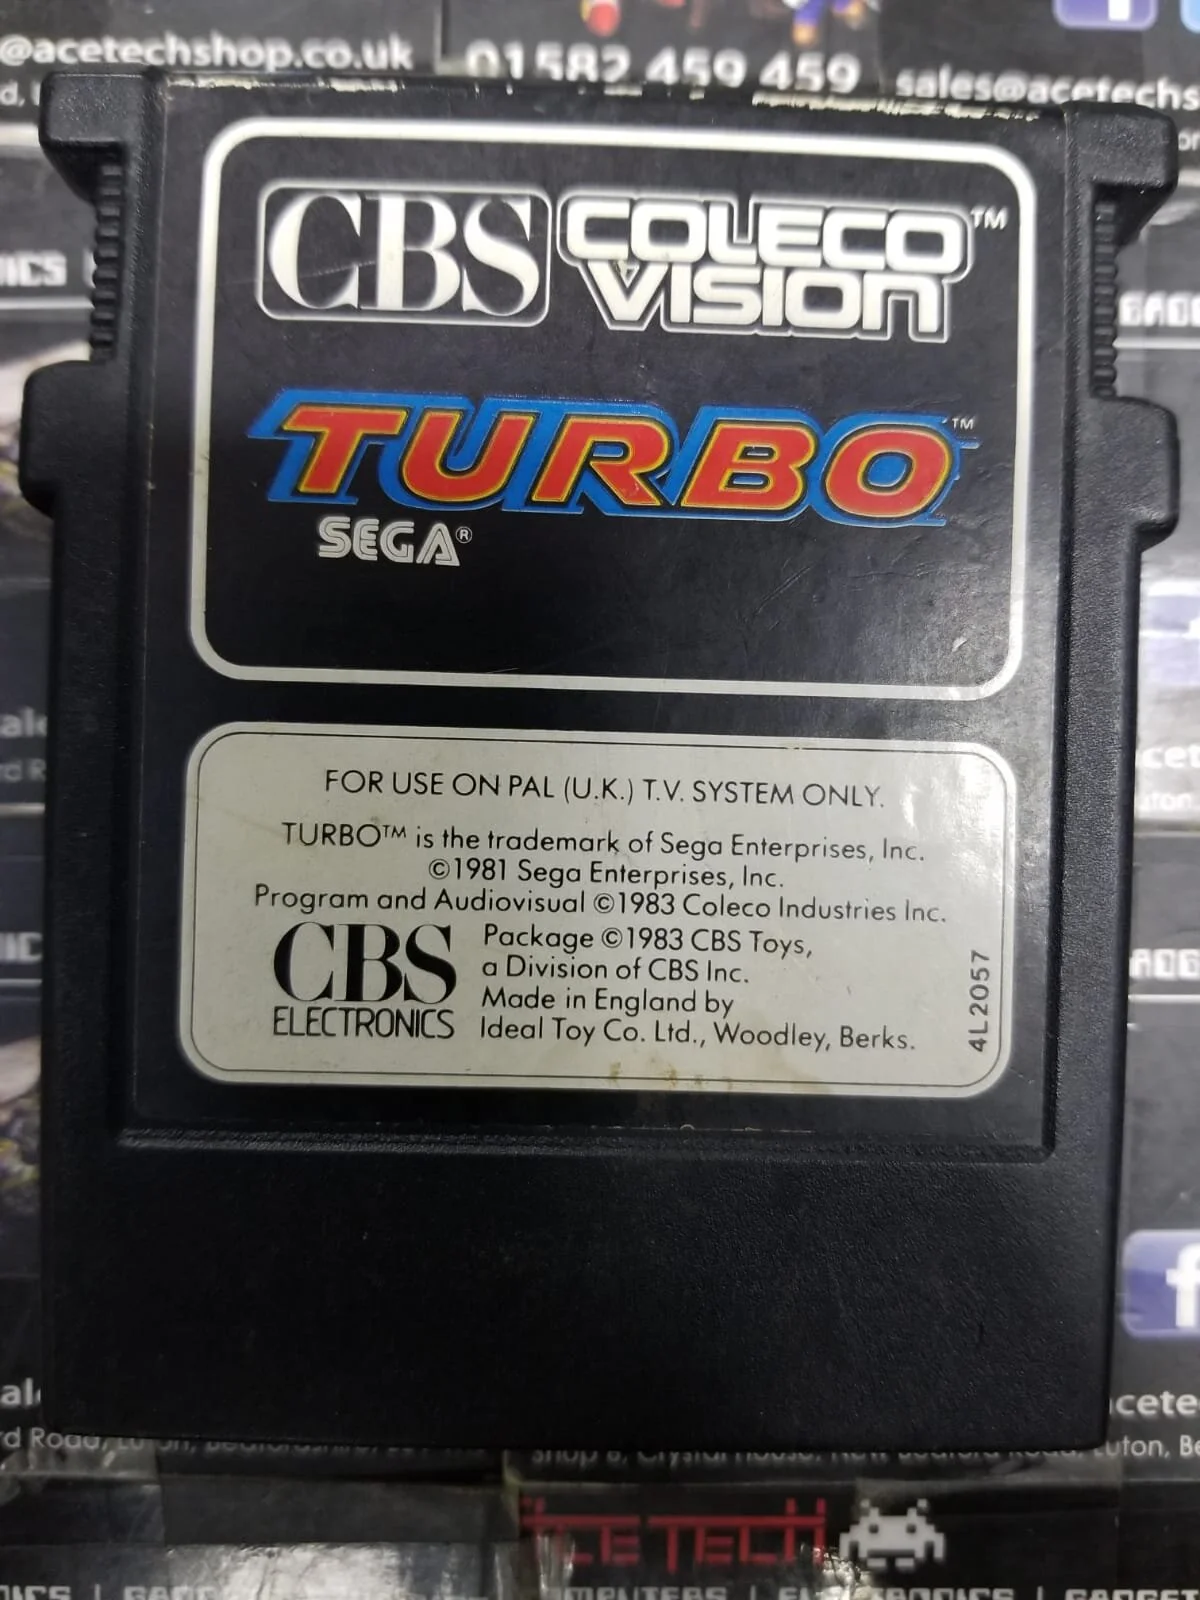 @acetechshop.co.uk
01582 459 459
sales@acetechs
CBS COLECO VISION™
TURBO™
SEGA®
FOR USE ON PAL (U.K.) T.V. SYSTEM ONLY.
TURBO™ is the trademark of Sega Enterprises, Inc.
©1981 Sega Enterprises, Inc.
Program and Audiovisual ©1983 Coleco Industries Inc.
CBS
ELECTRONICS
Package ©1983 CBS Toys,
a Division of CBS Inc.
Made in England by
Ideal Toy Co. Ltd., Woodley, Berks.
4L2057
ACE TECH